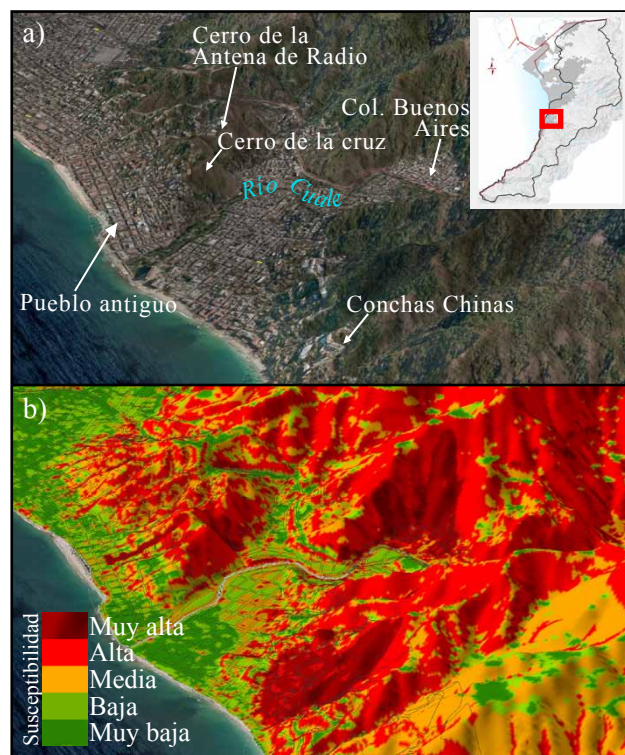 a)
Cerro de la
Antena de Radio
Col. Buenos
Aires
Cerro de la cruz
Río Cuale
Pueblo antiguo
Conchas Chinas
b)
Susceptibilidad
Muy alta
Alta
Media
Baja
Muy baja